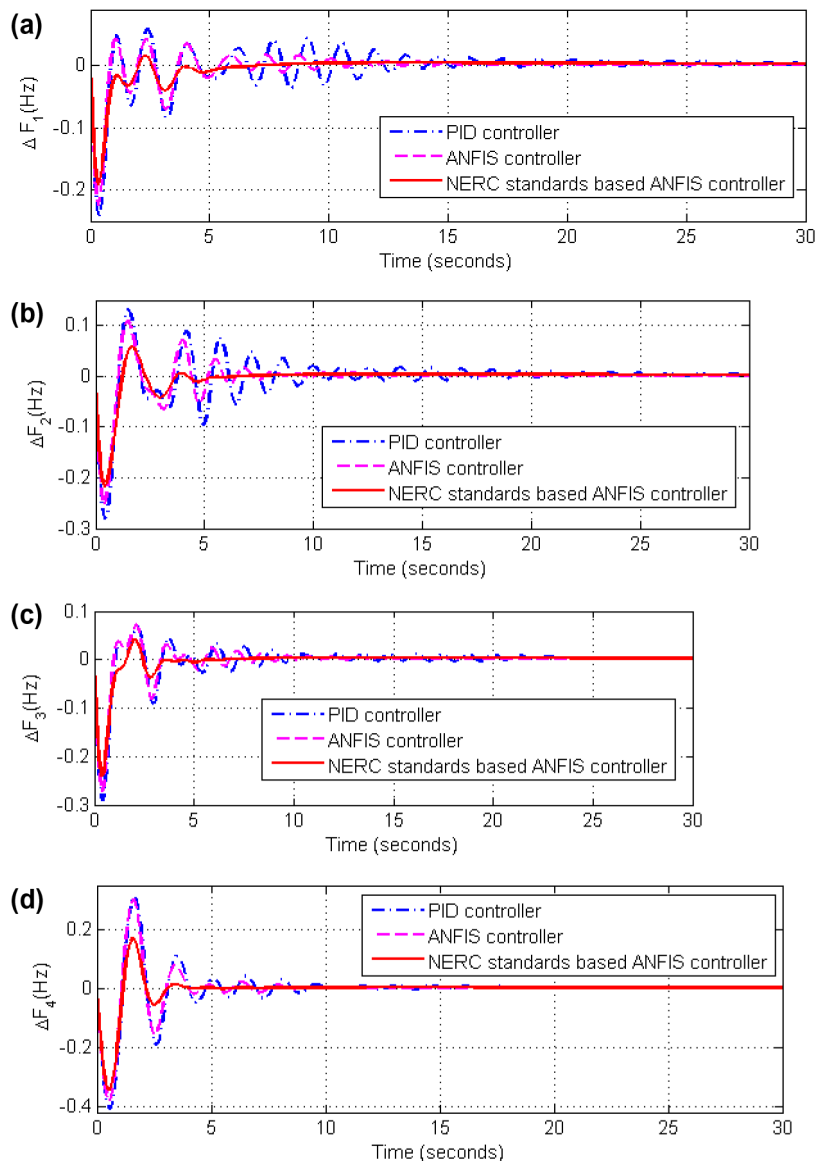 (a)
0
-0.1
-0.2
Δ F1(Hz)
PID controller
ANFIS controller
NERC standards based ANFIS controller
0 5 10 15 20 25 30
Time (seconds)
(b)
0.1
0
-0.1
-0.2
-0.3
ΔF2(Hz)
PID controller
ANFIS controller
NERC standards based ANFIS controller
0 5 10 15 20 25 30
Time (seconds)
(c)
0.1
0
-0.1
-0.2
-0.3
ΔF3(Hz)
PID controller
ANFIS controller
NERC standards based ANFIS controller
0 5 10 15 20 25 30
Time (seconds)
(d)
0.2
0
-0.2
-0.4
ΔF4(Hz)
PID controller
ANFIS controller
NERC standards based ANFIS controller
0 5 10 15 20 25 30
Time (seconds)